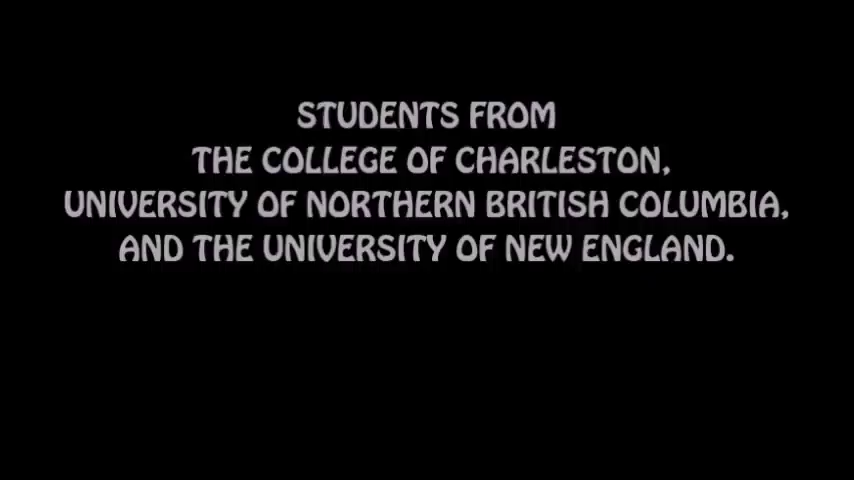 STUDENTS FROM
THE COLLEGE OF CHARLESTON,
UNIVERSITY OF NORTHERN BRITISH COLUMBIA,
AND THE UNIVERSITY OF NEW ENGLAND.